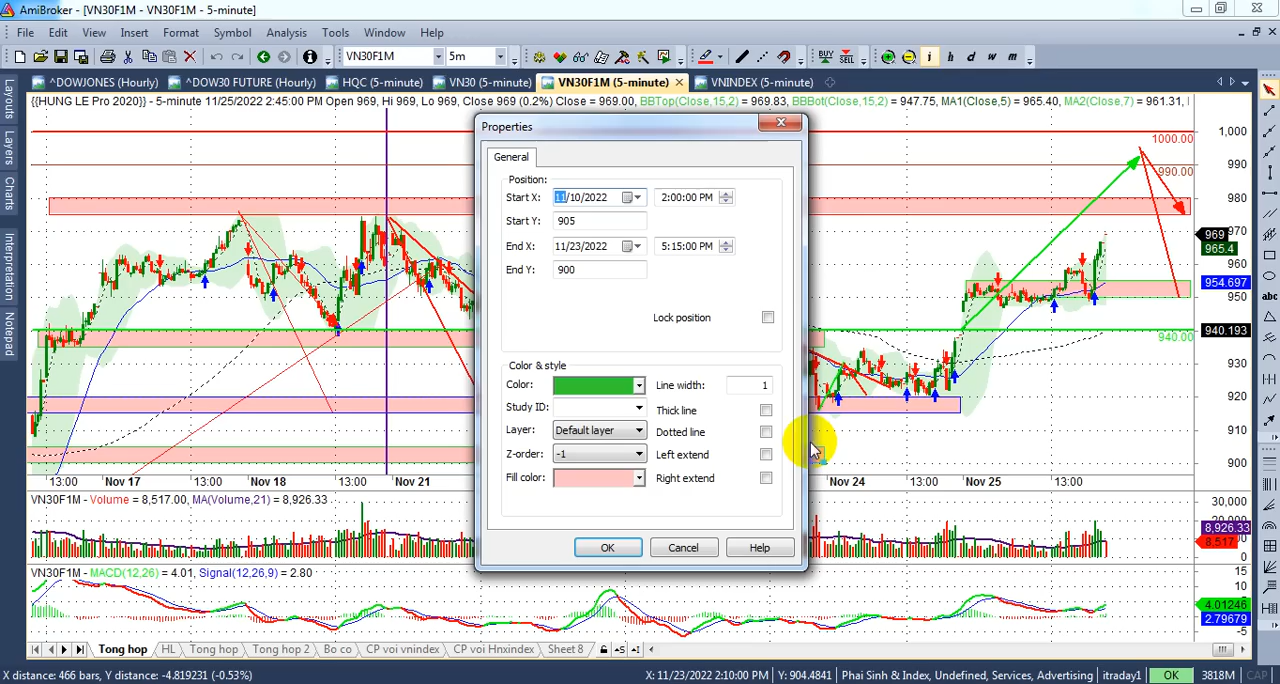 AmiBroker - [VN30F1M - VN30F1M - 5-minute]
File Edit View Insert Format Symbol Analysis Tools Window Help
VN30F1M 5m BUY SELL i h d w m
^DOWJONES (Hourly) ^DOW30 FUTURE (Hourly) HQC (5-minute) VN30 (5-minute) VN30F1M (5-minute) VNINDEX (5-minute)
{{HUNG LE Pro 2020}} - 5-minute 11/25/2022 2:45:00 PM Open 969, Hi 969, Lo 969, Close 969 (0.2%) Close = 969.00, BBTop(Close,15,2) = 969.83, BBBot(Close,15,2) = 947.75, MA1(Close,5) = 965.40, MA2(Close,7) = 961.31,
Layouts
Layers
Charts
Interpretation
Notepad
Properties
General
Position:
Start X: 11/10/2022 2:00:00 PM
Start Y: 905
End X: 11/23/2022 5:15:00 PM
End Y: 900
Lock position
Color & style
Color: Line width: 1
Study ID: Thick line
Layer: Default layer Dotted line
Z-order: -1 Left extend
Fill color: Right extend
OK Cancel Help
1000.00
990.00
940.00
1,000
990
980
970
969
965.4
960
954.697
950
940.193
930
920
910
900
abc
13:00 Nov 17 13:00 Nov 18 13:00 Nov 21 Nov 24 13:00 Nov 25 13:00
VN30F1M - Volume = 8,517.00, MA(Volume,21) = 8,926.33
30,000
8,926.33
8,517
0
VN30F1M - MACD(12,26) = 4.01, Signal(12,26,9) = 2.80
15
10
4.01246
2.79679
-5
Tong hop HL Tong hop Tong hop 2 Bo co CP voi vnindex CP voi Hnxindex Sheet 8
X distance: 466 bars, Y distance: -4.819231 (-0.53%) X: 11/23/2022 2:10:00 PM Y: 904.4841 Phai Sinh & Index, Undefined, Services, Advertising itraday1 OK 3818M CAP